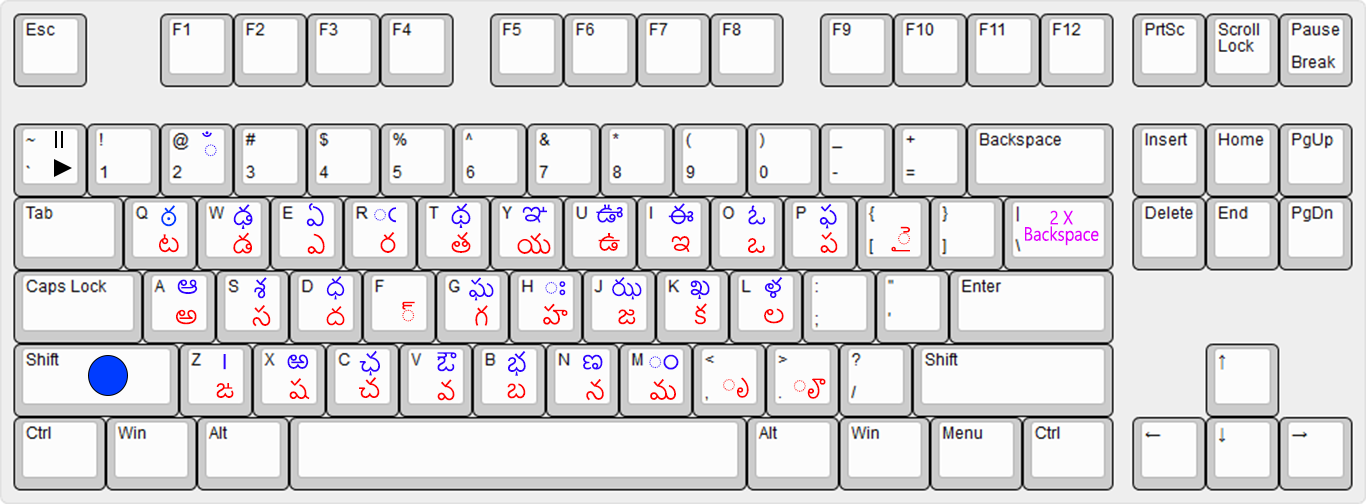 Esc F1 F2 F3 F4 F5 F6 F7 F8 F9 F10 F11 F12 PrtSc Scroll Pause
Lock
Break
~ ! @ ఁ # $ % ^ & * ( ) _ + Backspace Insert Home PgUp
` 1 2 3 4 5 6 7 8 9 0 - =
Tab Q ఠ W ఢ E ఏ R ఁ T థ Y ఞ U ఊ I ఈ O ఓ P ఫ { } | 2 X Delete End PgDn
ట డ ఎ ర త య ఉ ఇ ఒ ప [ ై ] \ Backspace
Caps Lock A ఆ S శ D ధ F G ఘ H ః J ఝ K ఖ L ళ : " Enter
అ స ద ్ గ హ జ క ల ; '
Shift Z । X ఱ C ఛ V ఔ B భ N ణ M ం < > ? Shift ↑
ఙ ష చ వ బ న మ , ృ . ౄ /
Ctrl Win Alt Alt Win Menu Ctrl ← ↓ →